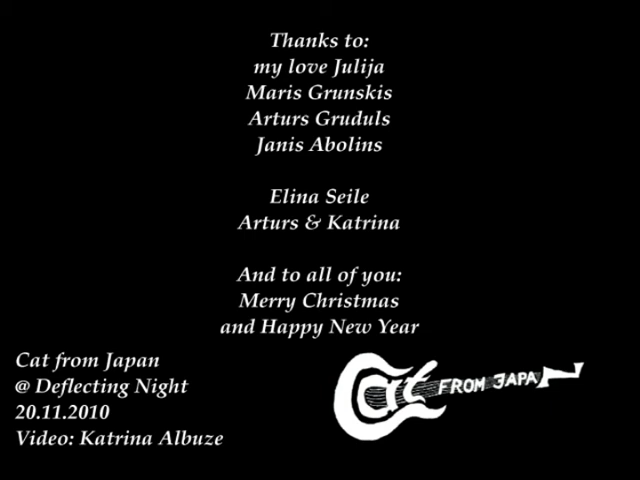 Thanks to:
my love Julija
Maris Grunskis
Arturs Gruduls
Janis Abolins
Elina Seile
Arturs & Katrina
And to all of you:
Merry Christmas
and Happy New Year
Cat from Japan
@ Deflecting Night
20.11.2010
Video: Katrina Albuze
Cat FROM JAPAN